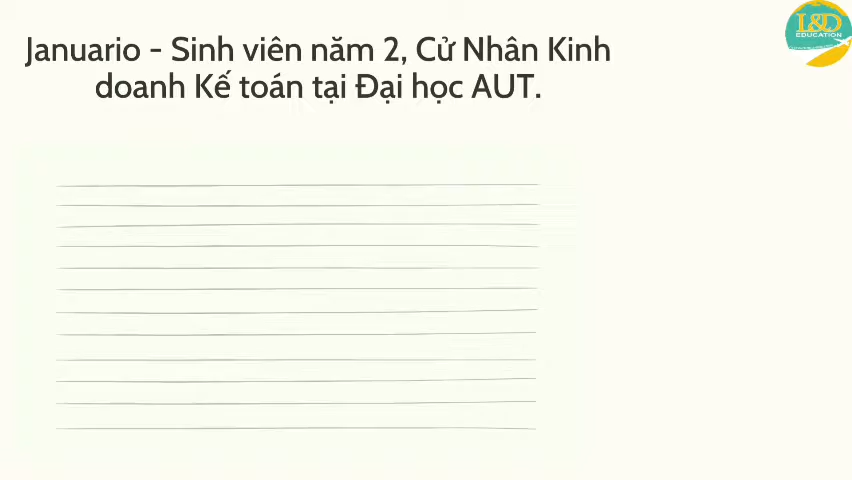 Januario - Sinh viên năm 2, Cử Nhân Kinh
doanh Kế toán tại Đại học AUT.
L&D
EDUCATION